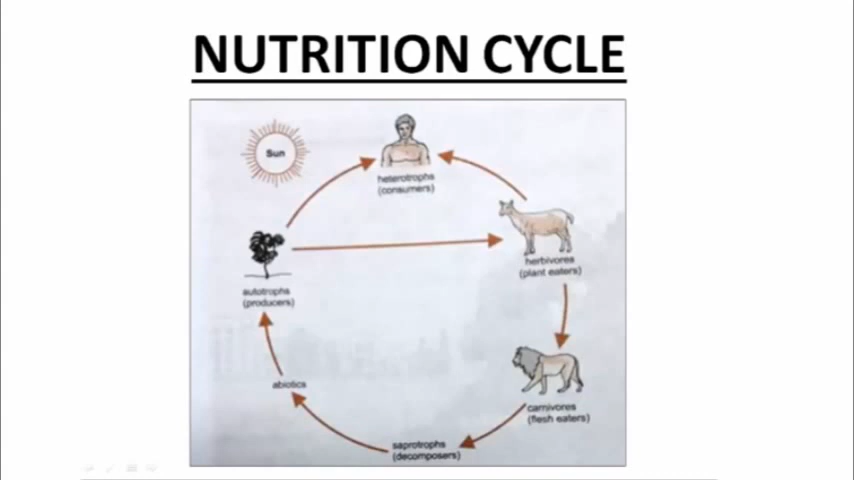 NUTRITION CYCLE
Sun
heterotrophs
(consumers)
herbivores
(plant eaters)
autotrophs
(producers)
abiotics
carnivores
(flesh eaters)
saprotrophs
(decomposers)